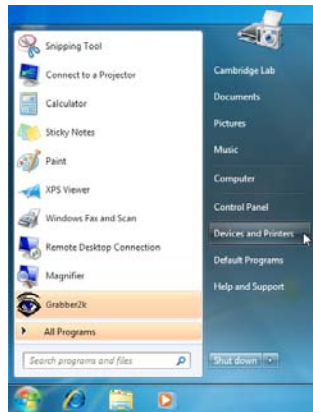 Snipping Tool
Connect to a Projector
Calculator
Sticky Notes
Paint
XPS Viewer
Windows Fax and Scan
Remote Desktop Connection
Magnifier
Grabber2k
All Programs
Search programs and files
Cambridge Lab
Documents
Pictures
Music
Computer
Control Panel
Devices and Printers
Default Programs
Help and Support
Shut down